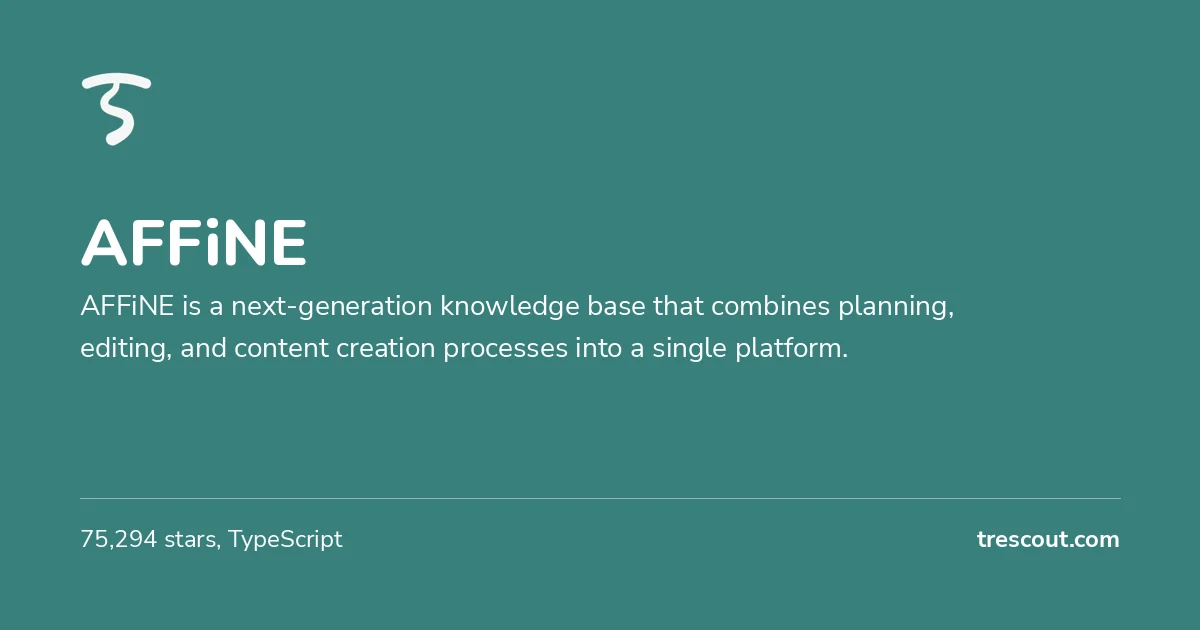 AFFiNE
AFFiNE is a next-generation knowledge base that combines planning,
editing, and content creation processes into a single platform.
75,294 stars, TypeScript
trescout.com